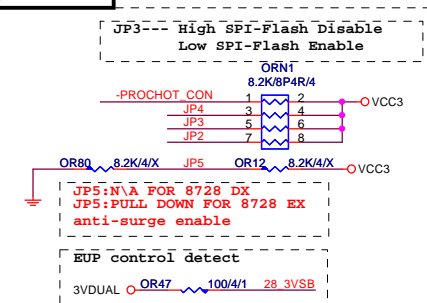 JP3--- High SPI-Flash Disable
Low SPI-Flash Enable
ORN1
8.2K/8P4R/4
-PROCHOT_CON 1 2 VCC3
JP4 3 4
JP3 5 6
JP2 7 8
OR80 8.2K/4/X JP5 OR12 8.2K/4/X VCC3
JP5:N\A FOR 8728 DX
JP5:PULL DOWN FOR 8728 EX
anti-surge enable
EUP control detect
3VDUAL OR47 100/4/1 28_3VSB